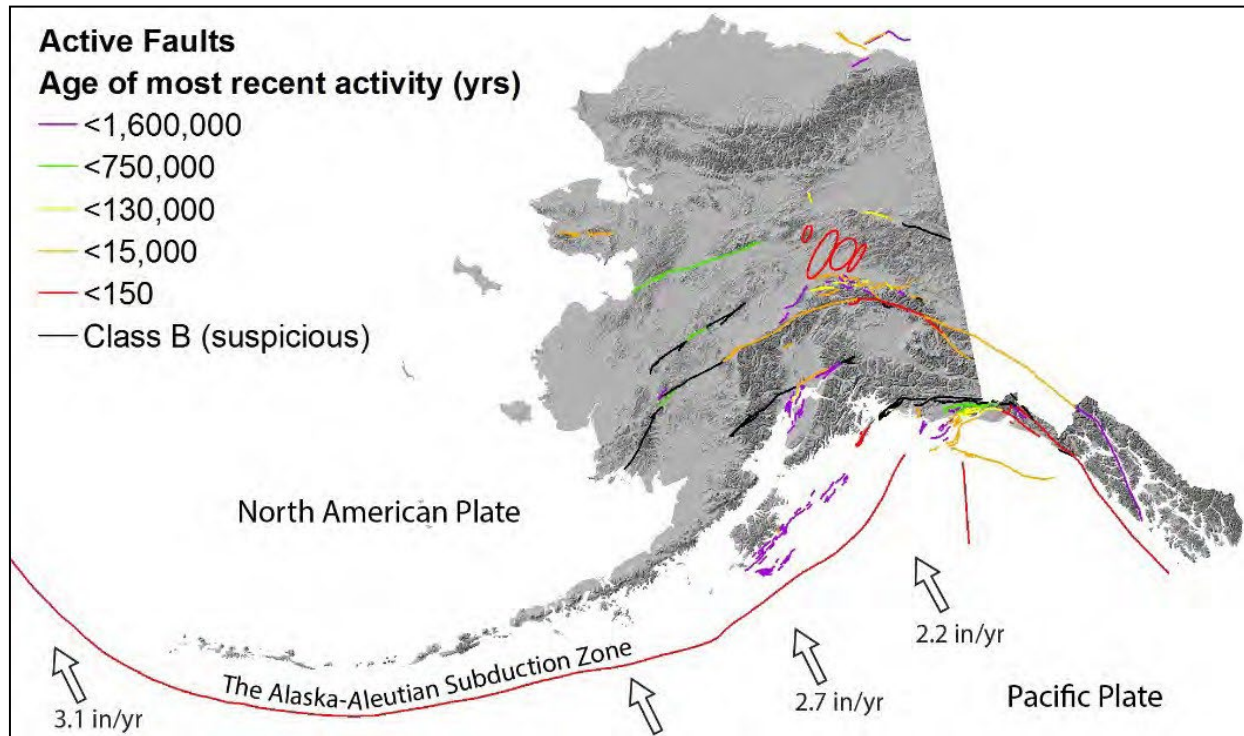 Active Faults
Age of most recent activity (yrs)
<1,600,000
<750,000
<130,000
<15,000
<150
Class B (suspicious)
North American Plate
The Alaska-Aleutian Subduction Zone
2.2 in/yr
2.7 in/yr
3.1 in/yr
Pacific Plate